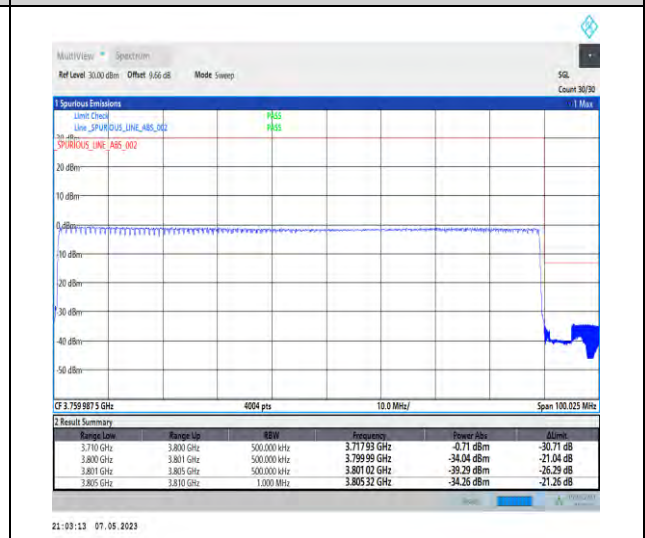 MultiView Spectrum
Ref Level 30.00 dBm Offset 9.66 dB Mode Sweep SGL
Count 30/30
1 Spurious Emissions 1 Max
Limit Check PASS
Line _SPURIOUS_LINE_ABS_002 PASS
_SPURIOUS_LINE_ABS_002
20 dBm
10 dBm
0 dBm
-10 dBm
-20 dBm
-30 dBm
-40 dBm
-50 dBm
CF 3.759 987 5 GHz 4004 pts 10.0 MHz/ Span 100.025 MHz
2 Result Summary
Range Low Range Up RBW Frequency Power Abs ΔLimit
3.710 GHz 3.800 GHz 500.000 kHz 3.717 93 GHz -0.71 dBm -30.71 dB
3.800 GHz 3.801 GHz 500.000 kHz 3.799 99 GHz -34.04 dBm -21.04 dB
3.801 GHz 3.805 GHz 500.000 kHz 3.801 02 GHz -39.29 dBm -26.29 dB
3.805 GHz 3.810 GHz 1.000 MHz 3.805 32 GHz -34.26 dBm -21.26 dB
21:03:13 07.05.2023